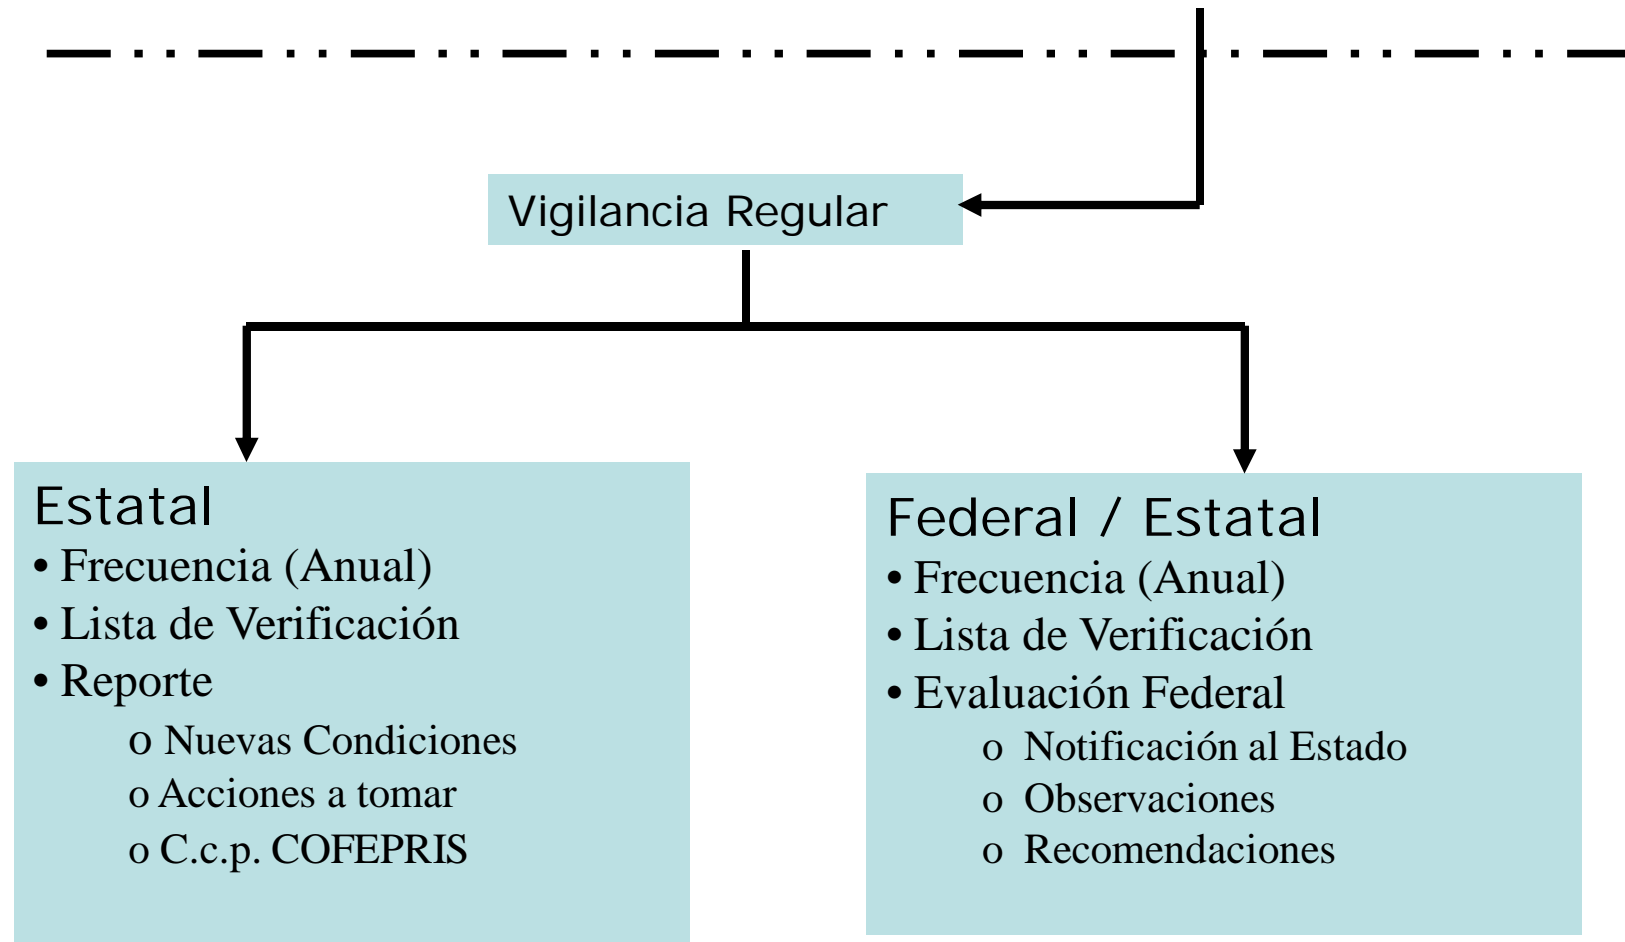 Vigilancia Regular
Estatal
• Frecuencia (Anual)
• Lista de Verificación
• Reporte
o Nuevas Condiciones
o Acciones a tomar
o C.c.p. COFEPRIS
Federal / Estatal
• Frecuencia (Anual)
• Lista de Verificación
• Evaluación Federal
o Notificación al Estado
o Observaciones
o Recomendaciones